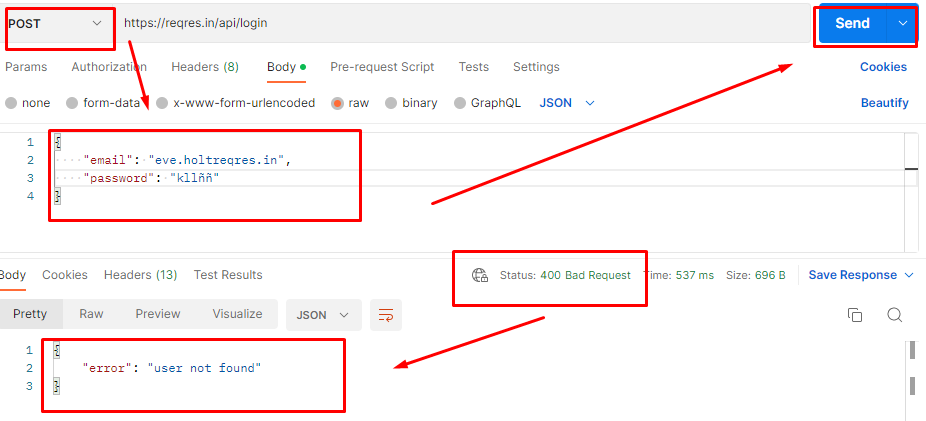 POST https://reqres.in/api/login Send
Params Authorization Headers (8) Body Pre-request Script Tests Settings Cookies
none form-data x-www-form-urlencoded raw binary GraphQL JSON Beautify
1 {
2 "email": "eve.holtreqres.in",
3 "password": "kllññ"
4 }
Body Cookies Headers (13) Test Results Status: 400 Bad Request Time: 537 ms Size: 696 B Save Response
Pretty Raw Preview Visualize JSON
1 {
2 "error": "user not found"
3 }